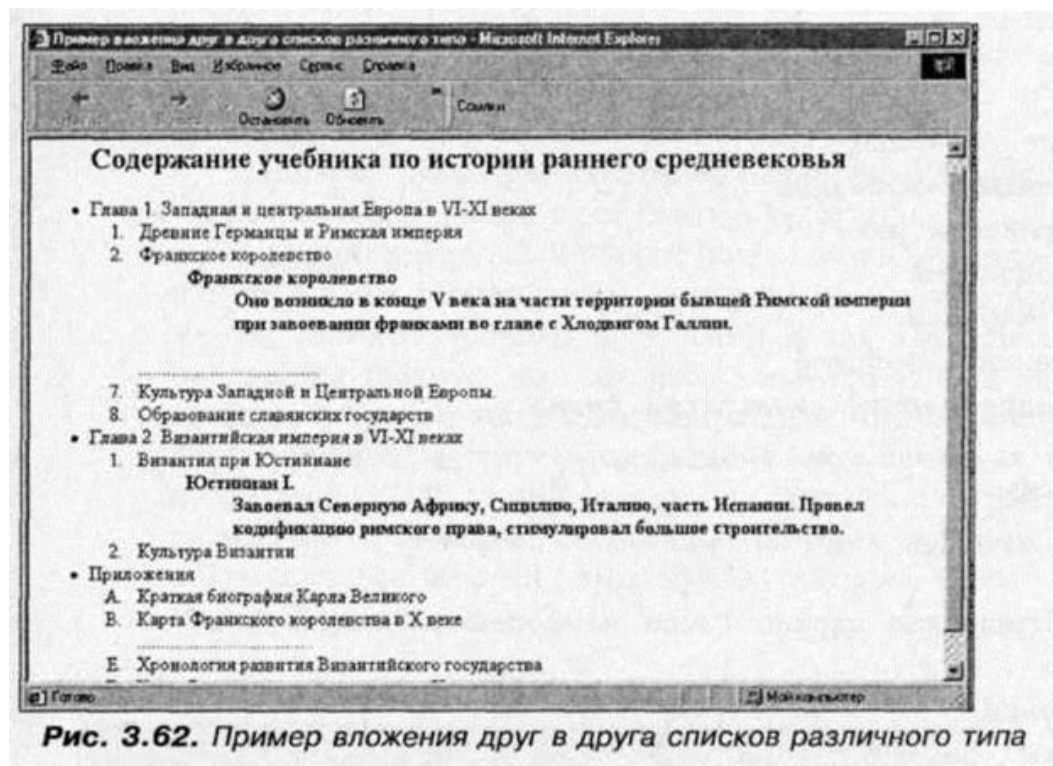 Пример вложения друг в друга списков различного типа - Microsoft Internet Explorer
Файл Правка Вид Избранное Сервис Справка
Остановить Обновить Ссылки
Содержание учебника по истории раннего средневековья
• Глава 1. Западная и центральная Европа в VI-XI веках
1. Древние Германцы и Римская империя
2. Франкское королевство
Франкское королевство
Оно возникло в конце V века на части территории бывшей Римской империи
при завоевании франками во главе с Хлодвигом Галлии.
..............................
7. Культура Западной и Центральной Европы.
8. Образование славянских государств
• Глава 2. Византийская империя в VI-XI веках
1. Византия при Юстиниане
Юстиниан I.
Завоевал Северную Африку, Сицилию, Италию, часть Испании. Провел
кодификацию римского права, стимулировал большое строительство.
2. Культура Византии
• Приложения
A. Краткая биография Карла Великого
B. Карта Франкского королевства в X веке
..............................
E. Хронология развития Византийского государства
Готово Мой компьютер
Рис. 3.62. Пример вложения друг в друга списков различного типа